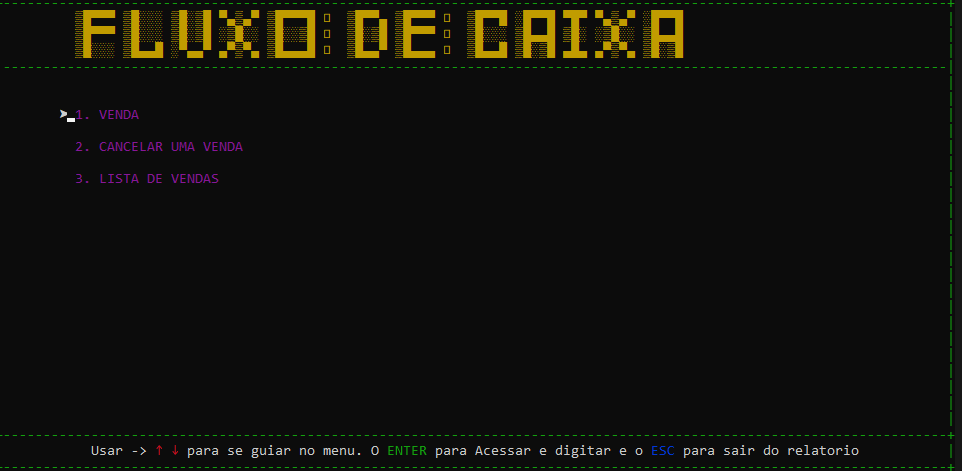 FLUXO DE CAIXA
➤ 1. VENDA
2. CANCELAR UMA VENDA
3. LISTA DE VENDAS
Usar -> ↑ ↓ para se guiar no menu. O ENTER para Acessar e digitar e o ESC para sair do relatorio